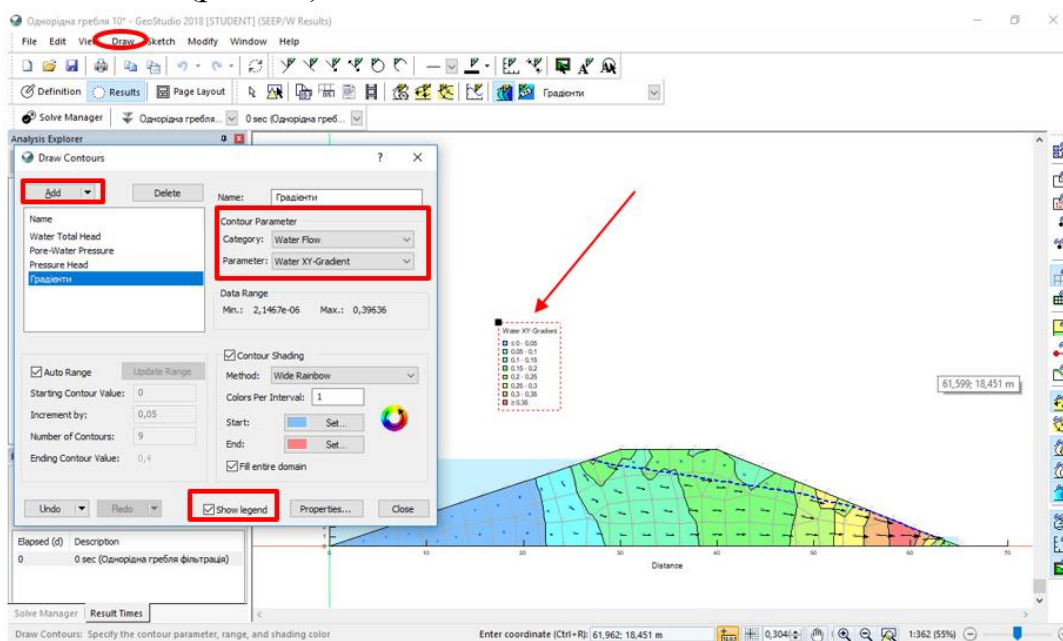 Однорідна гребля 10* - GeoStudio 2018 [STUDENT] (SEEP/W Results)
File Edit View Draw Sketch Modify Window Help
Definition Results Page Layout Градієнти
Solve Manager Однорідна гребля... 0 sec (Однорідна греб...
Analysis Explorer
Draw Contours ? ×
Add Delete Name: Градієнти
Name
Water Total Head
Pore-Water Pressure
Pressure Head
Градієнти
Contour Parameter
Category: Water Flow
Parameter: Water XY-Gradient
Data Range
Min.: 2,1467e-06 Max.: 0,39636
Auto Range Update Range
Starting Contour Value: 0
Increment by: 0,05
Number of Contours: 9
Ending Contour Value: 0,4
Contour Shading
Method: Wide Rainbow
Colors Per Interval: 1
Start: Set...
End: Set...
Fill entire domain
Undo Redo Show legend Properties... Close
Water XY-Gradient
≤ 0 - 0,05
0,05 - 0,1
0,1 - 0,15
0,15 - 0,2
0,2 - 0,25
0,25 - 0,3
0,3 - 0,35
≥ 0,35
61,599; 18,451 m
10 20 30 40 50 60 70
Distance
Elapsed (d) Description
0 0 sec (Однорідна гребля фільтрація)
Solve Manager Result Times
Draw Contours: Specify the contour parameter, range, and shading color
Enter coordinate (Ctrl+R): 61,962; 18,451 m 1:362 (55%)